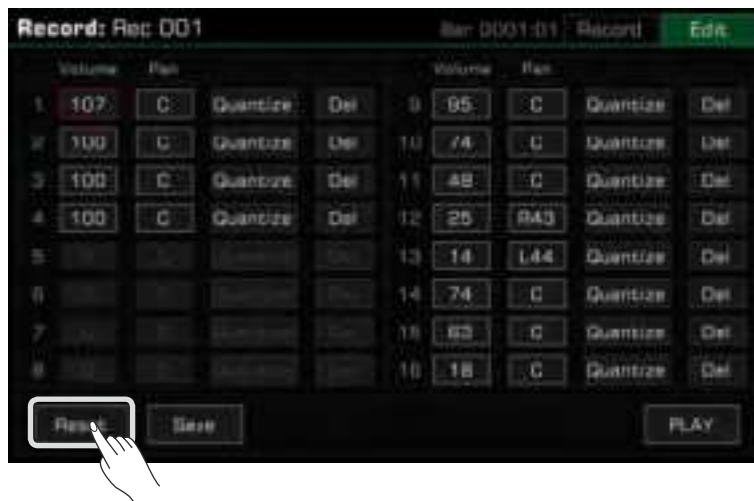 Record: Rec 001 Bar 0001:01 Record Edit
Volume Pan Volume Pan
1 107 C Quantize Del 9 95 C Quantize Del
2 100 C Quantize Del 10 74 C Quantize Del
3 100 C Quantize Del 11 48 C Quantize Del
4 100 C Quantize Del 12 25 R43 Quantize Del
5 13 14 L44 Quantize Del
6 14 74 C Quantize Del
7 15 63 C Quantize Del
8 16 18 C Quantize Del
Reset Save PLAY